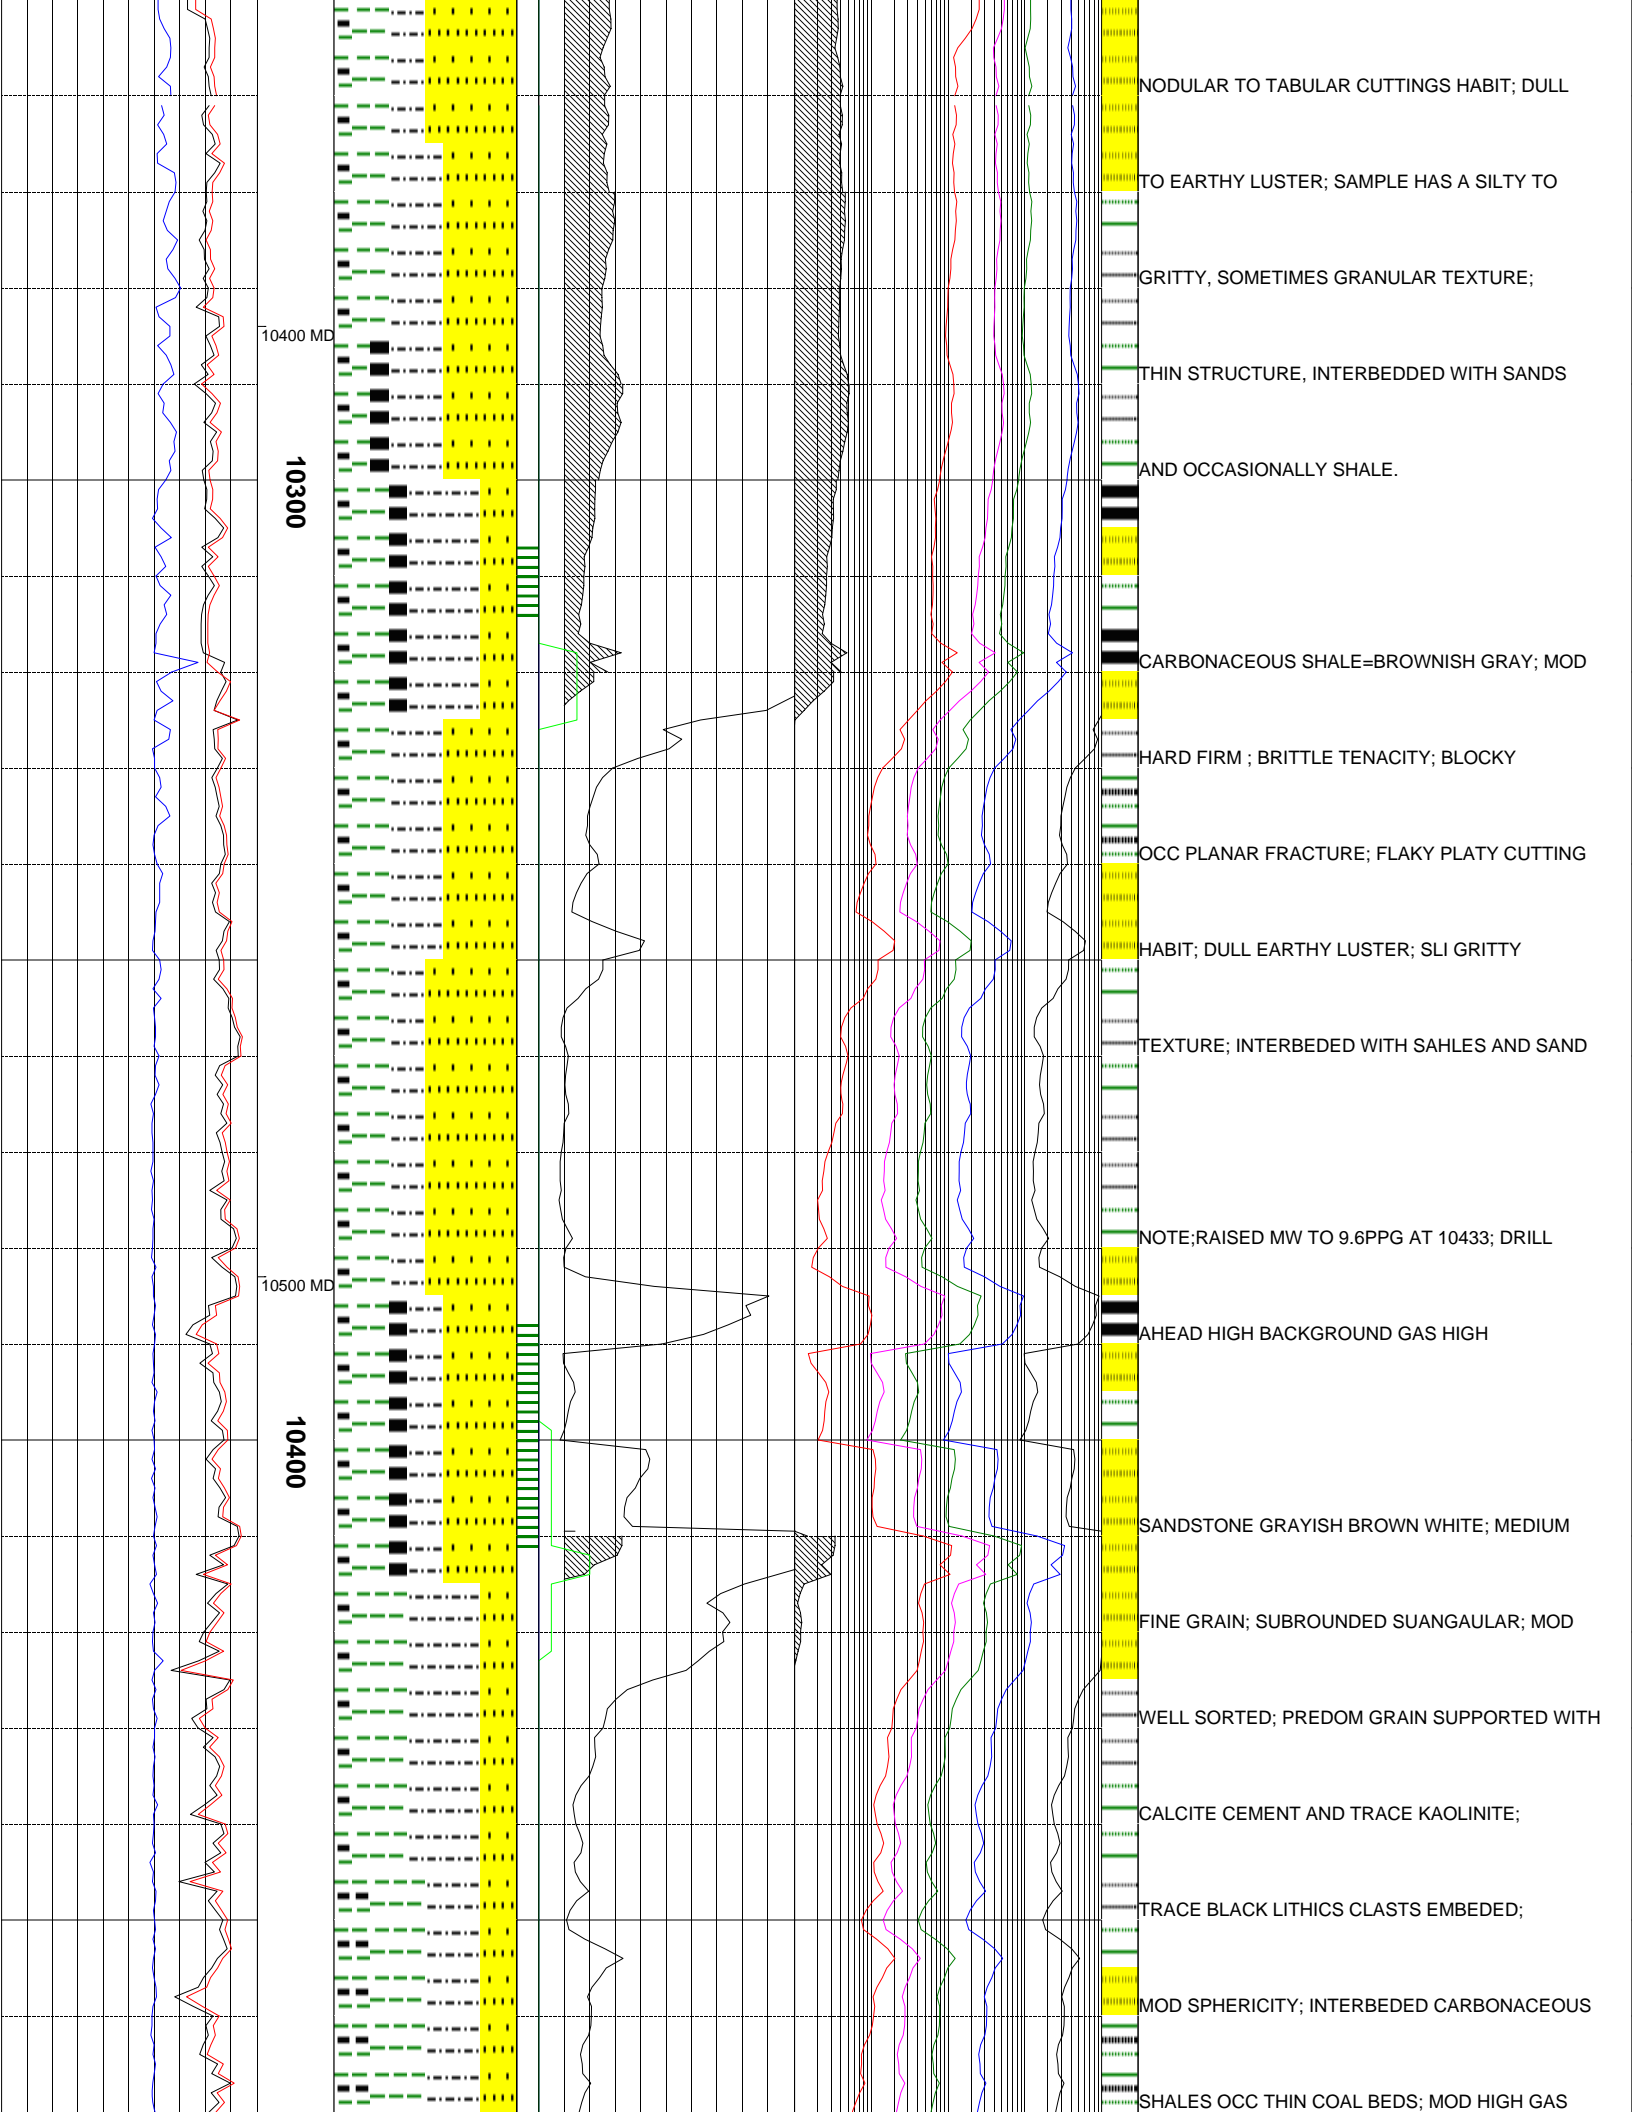 NODULAR TO TABULAR CUTTINGS HABIT; DULL
TO EARTHY LUSTER; SAMPLE HAS A SILTY TO
GRITTY, SOMETIMES GRANULAR TEXTURE;
10400 MD
THIN STRUCTURE, INTERBEDDED WITH SANDS
AND OCCASIONALLY SHALE.
10300
CARBONACEOUS SHALE=BROWNISH GRAY; MOD
HARD FIRM ; BRITTLE TENACITY; BLOCKY
OCC PLANAR FRACTURE; FLAKY PLATY CUTTING
HABIT; DULL EARTHY LUSTER; SLI GRITTY
TEXTURE; INTERBEDED WITH SAHLES AND SAND
NOTE;RAISED MW TO 9.6PPG AT 10433; DRILL
10500 MD
AHEAD HIGH BACKGROUND GAS HIGH
10400
SANDSTONE GRAYISH BROWN WHITE; MEDIUM
FINE GRAIN; SUBROUNDED SUANGAULAR; MOD
WELL SORTED; PREDOM GRAIN SUPPORTED WITH
CALCITE CEMENT AND TRACE KAOLINITE;
TRACE BLACK LITHICS CLASTS EMBEDED;
MOD SPHERICITY; INTERBEDED CARBONACEOUS
SHALES OCC THIN COAL BEDS; MOD HIGH GAS